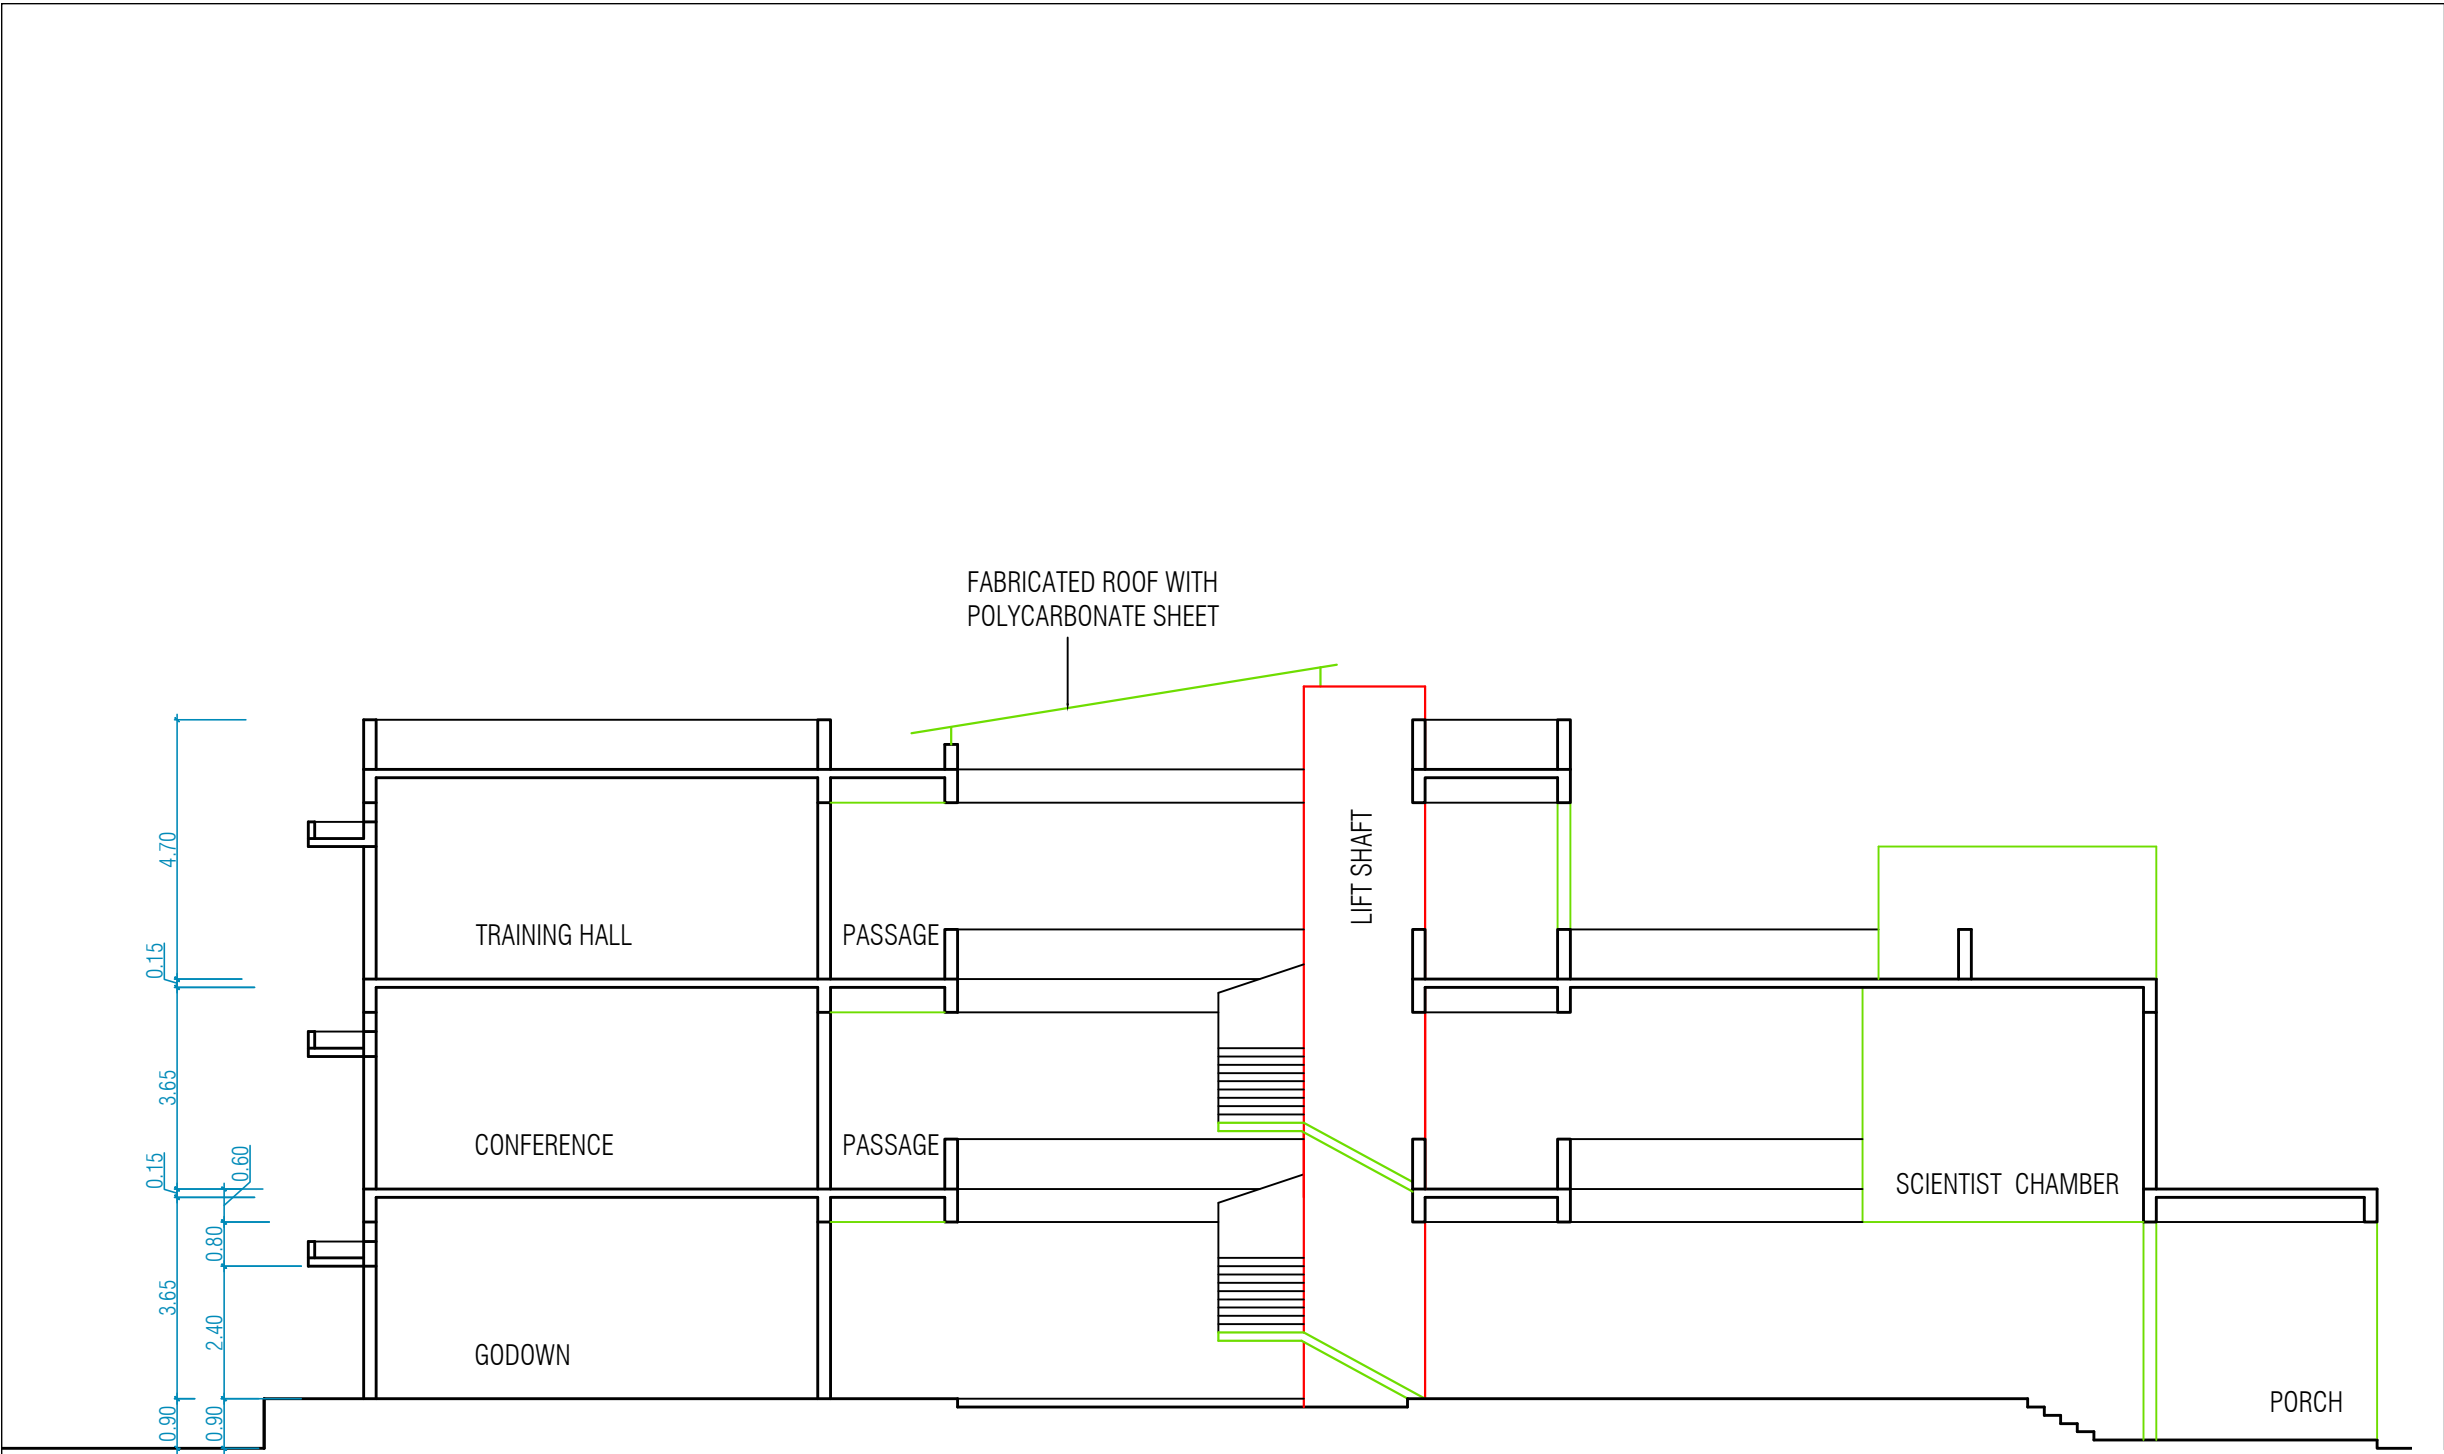 FABRICATED ROOF WITH
POLYCARBONATE SHEET
4.70
LIFT SHAFT
TRAINING HALL
PASSAGE
0.15
3.65
CONFERENCE
PASSAGE
0.15
0.60
SCIENTIST CHAMBER
0.80
3.65
2.40
GODOWN
PORCH
0.90
0.90